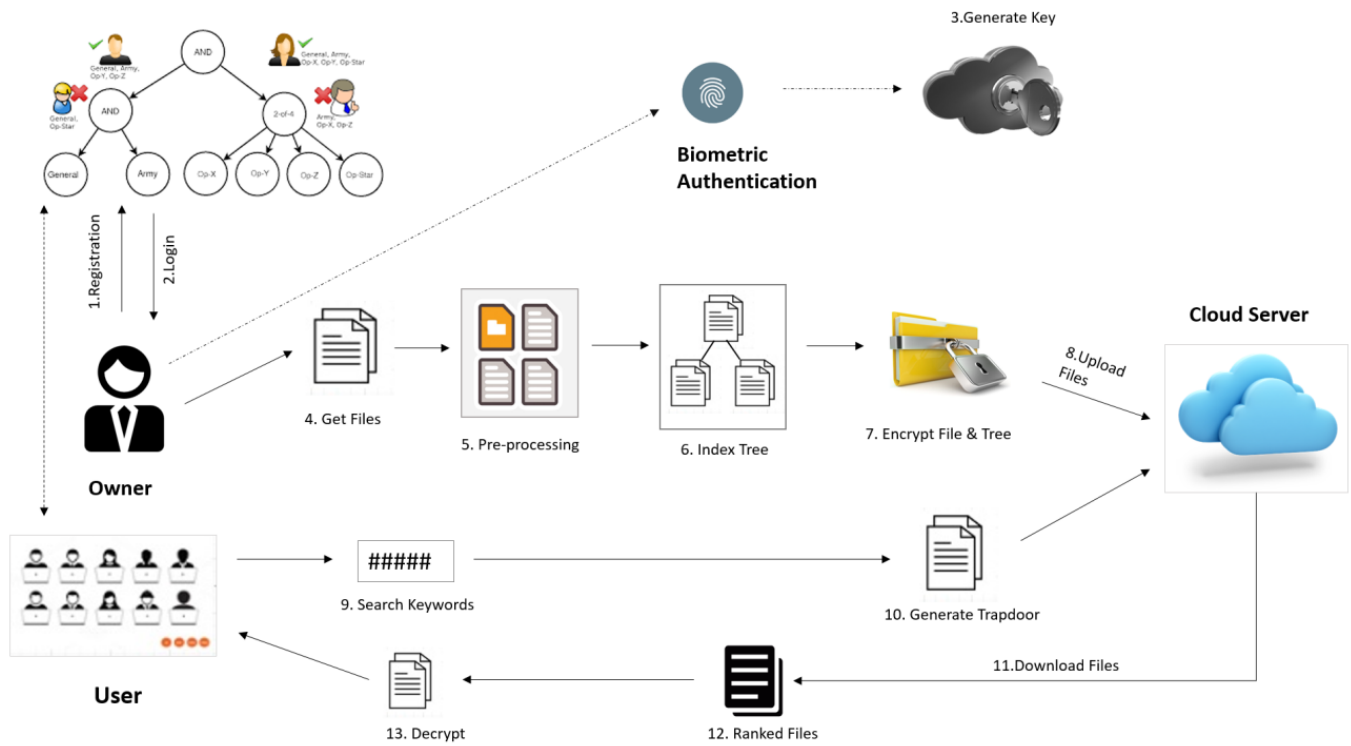 3.Generate Key
AND
General, Army,
Op-Y, Op-Z
General, Army,
Op-X, Op-Y, Op-Star
AND
General,
Op-Star
2-of-4
Army,
Op-X, Op-Z
General
Army
Op-X
Op-Y
Op-Z
Op-Star
Biometric
Authentication
1.Registration
2.Login
Cloud Server
8.Upload
Files
4. Get Files
5. Pre-processing
6. Index Tree
7. Encrypt File & Tree
Owner
#####
9. Search Keywords
10. Generate Trapdoor
11.Download Files
User
13. Decrypt
12. Ranked Files